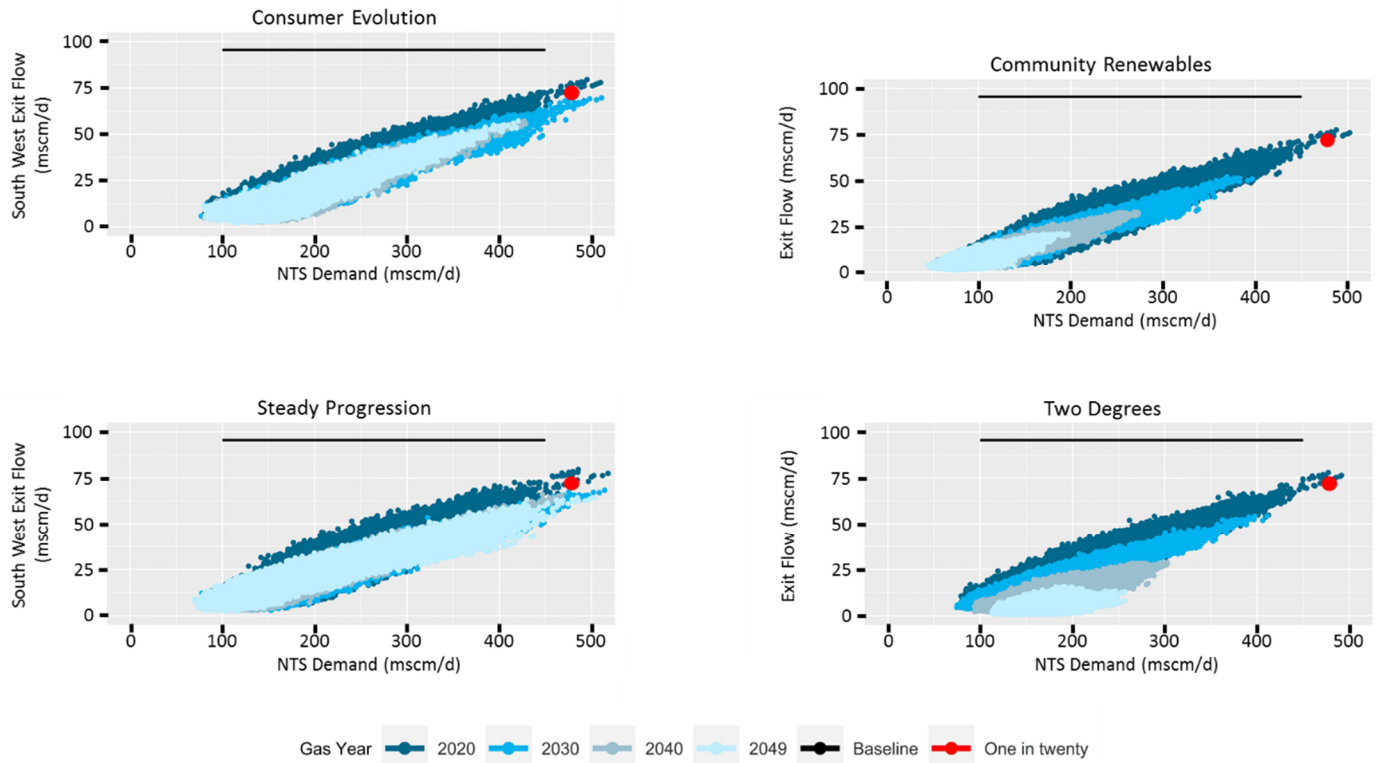 Consumer Evolution
South West Exit Flow
(mscm/d)
100
75
50
25
0
0 100 200 300 400 500
NTS Demand (mscm/d)
Community Renewables
Exit Flow (mscm/d)
100
75
50
25
0
0 100 200 300 400 500
NTS Demand (mscm/d)
Steady Progression
South West Exit Flow
(mscm/d)
100
75
50
25
0
0 100 200 300 400 500
NTS Demand (mscm/d)
Two Degrees
Exit Flow (mscm/d)
100
75
50
25
0
0 100 200 300 400 500
NTS Demand (mscm/d)
Gas Year 2020 2030 2040 2049 Baseline One in twenty